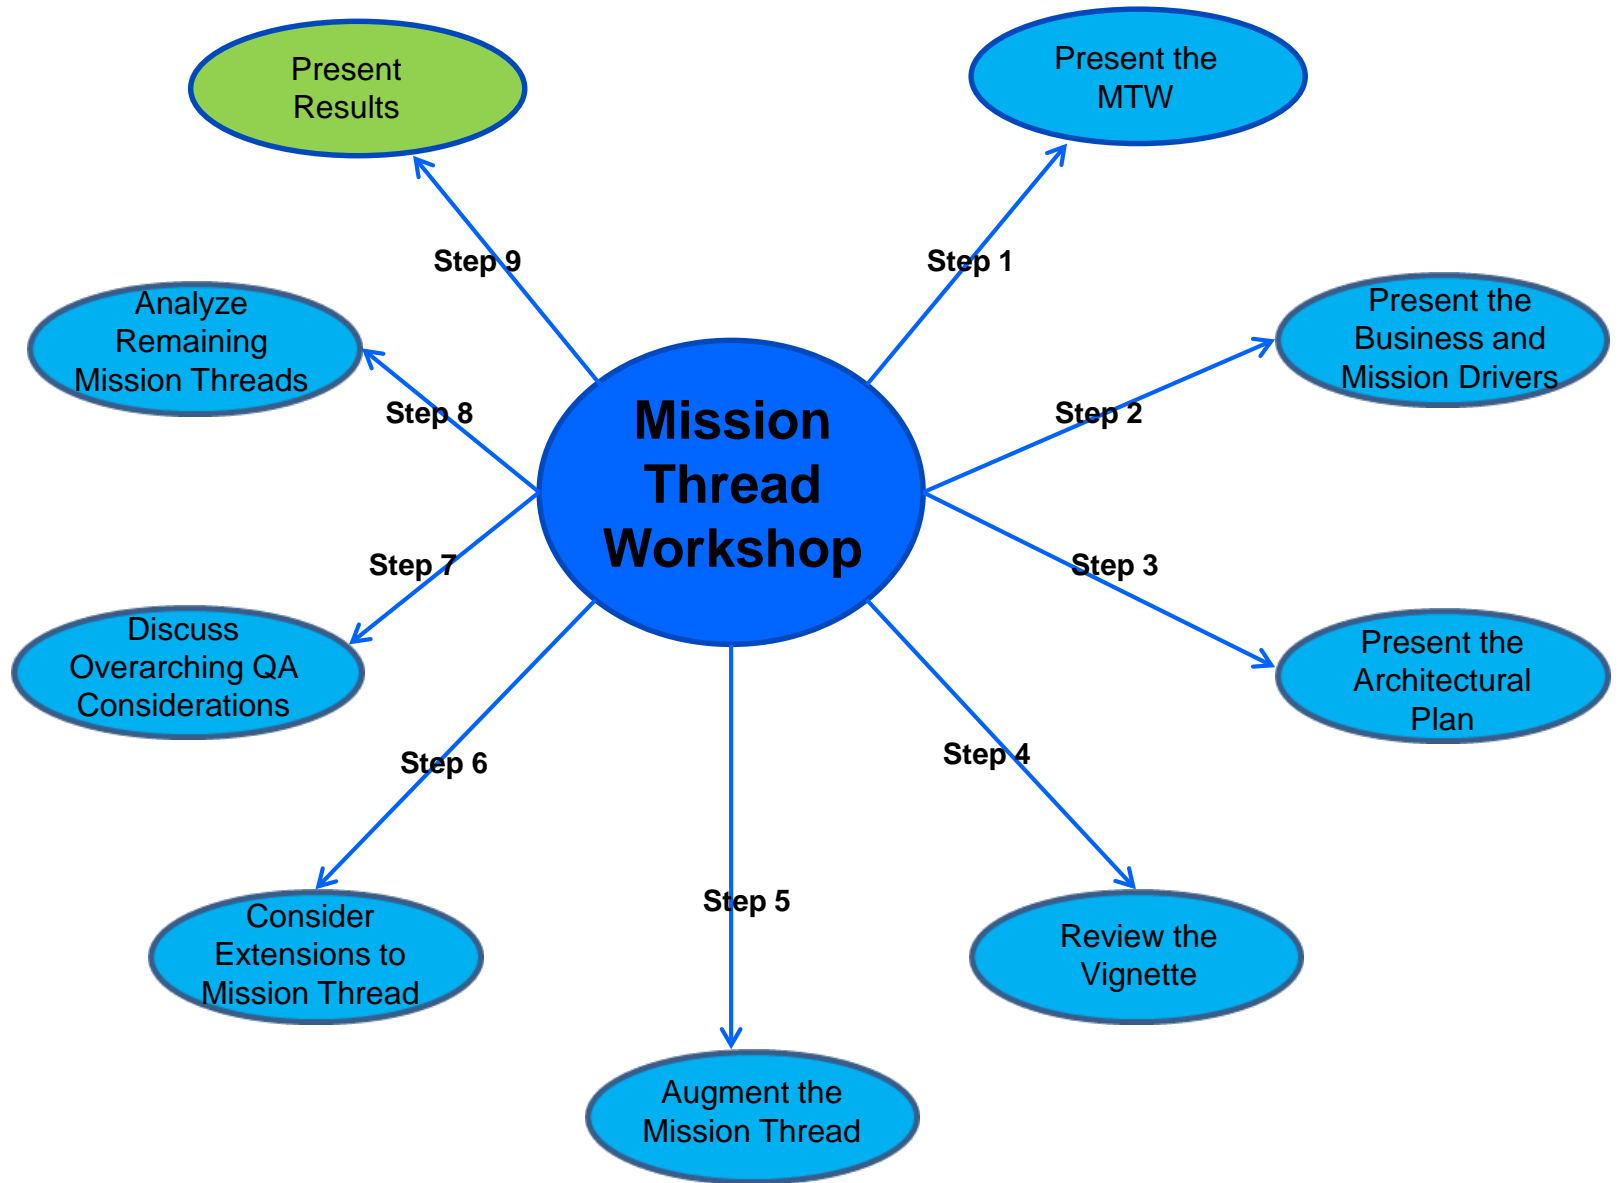 Present
Results
Present the
MTW
Step 9
Step 1
Analyze
Remaining
Mission Threads
Present the
Business and
Mission Drivers
Step 8
Step 2
Mission
Thread
Workshop
Step 7
Step 3
Discuss
Overarching QA
Considerations
Present the
Architectural
Plan
Step 6
Step 4
Step 5
Consider
Extensions to
Mission Thread
Review the
Vignette
Augment the
Mission Thread